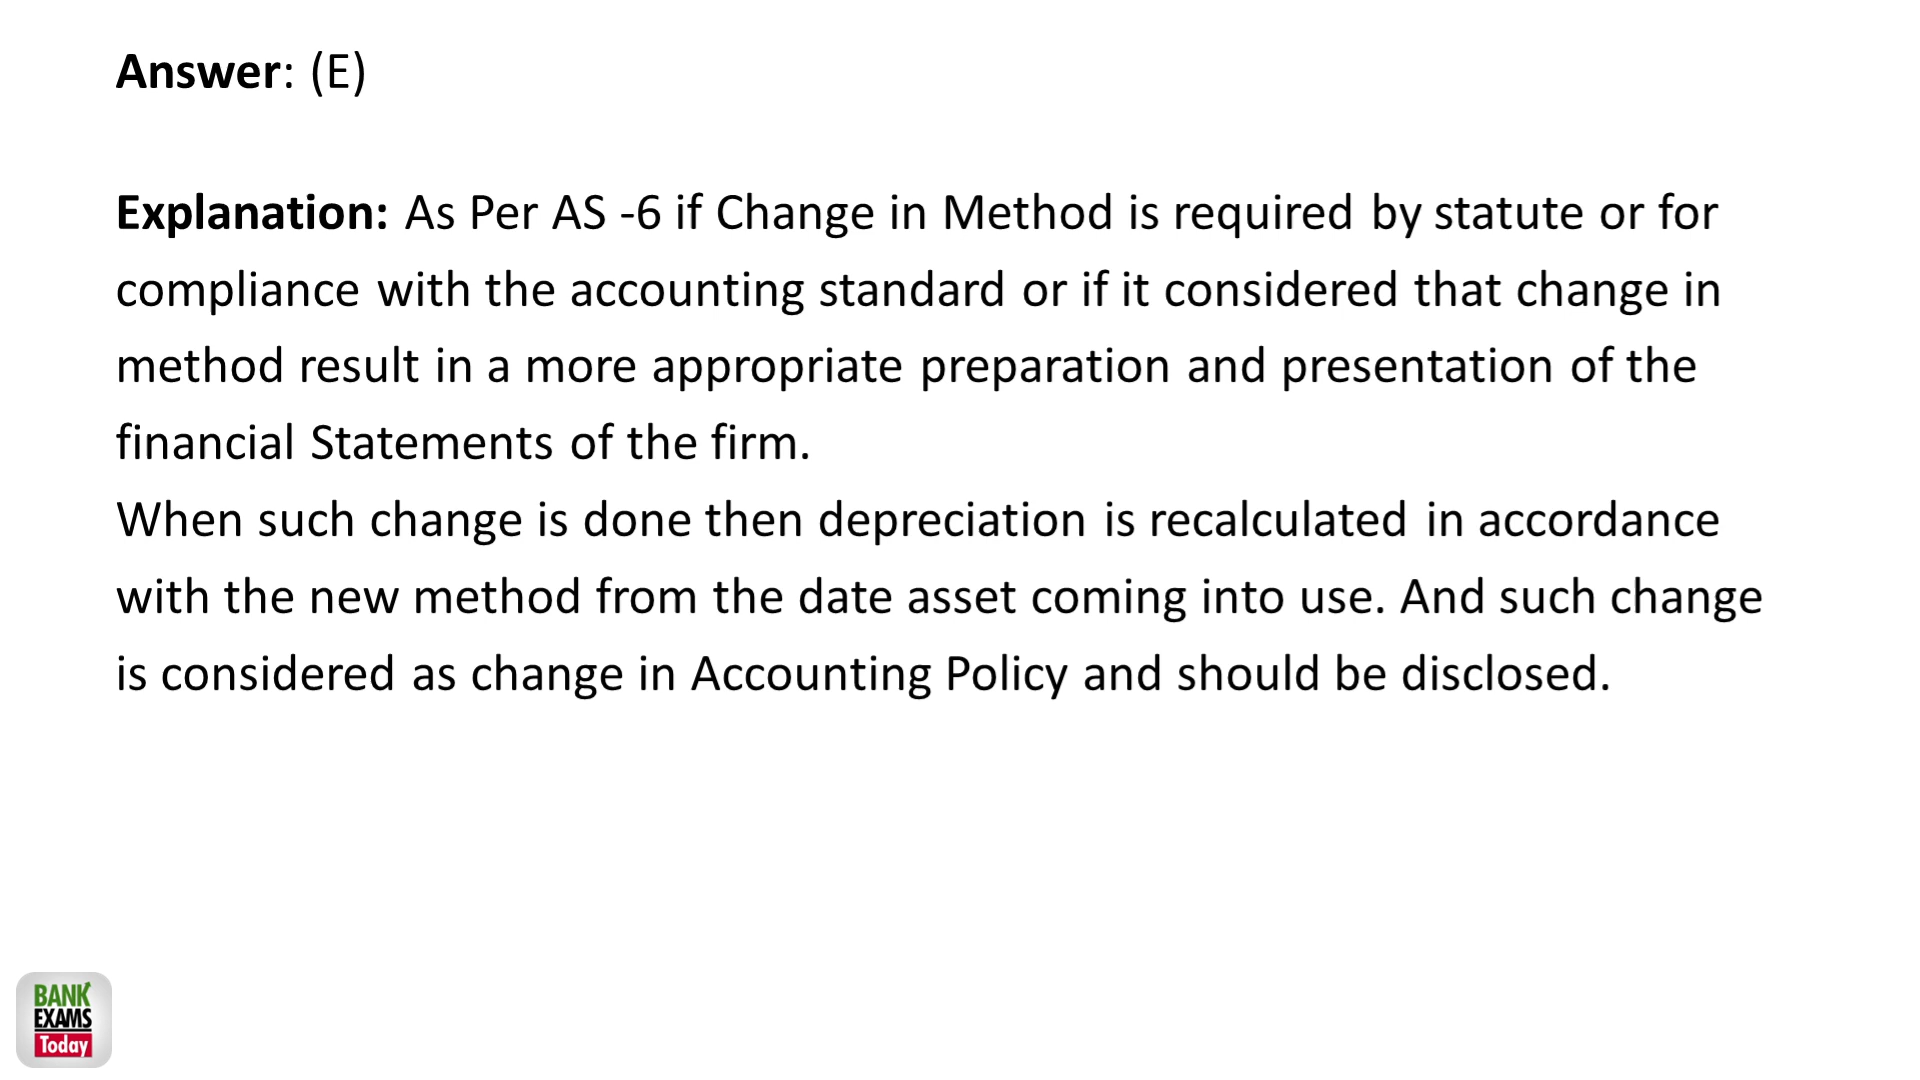 Answer: (E)
Explanation: As Per AS -6 if Change in Method is required by statute or for
compliance with the accounting standard or if it considered that change in
method result in a more appropriate preparation and presentation of the
financial Statements of the firm.
When such change is done then depreciation is recalculated in accordance
with the new method from the date asset coming into use. And such change
is considered as change in Accounting Policy and should be disclosed.
BANK
EXAMS
Today